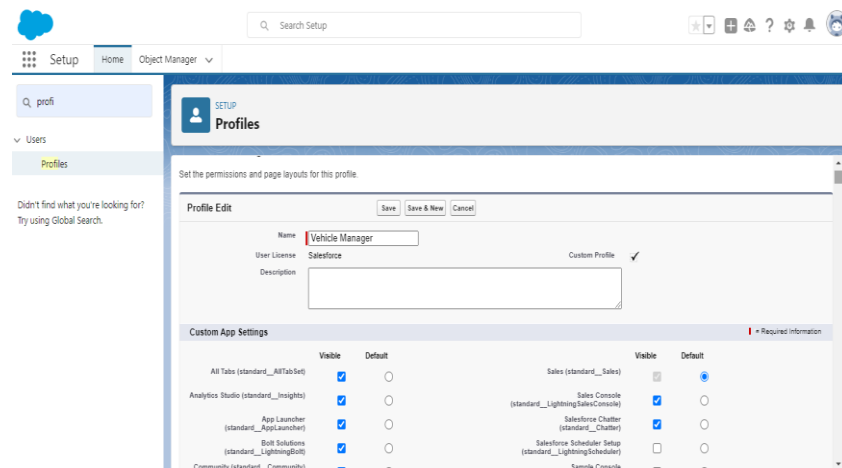 Search Setup
Setup
Home
Object Manager
profi
Users
Profiles
Didn't find what you're looking for?
Try using Global Search.
SETUP
Profiles
Set the permissions and page layouts for this profile.
Profile Edit
Save
Save & New
Cancel
Name
Vehicle Manager
User License
Salesforce
Custom Profile
Description
Custom App Settings
= Required Information
Visible
Default
Visible
Default
All Tabs (standard__AllTabSet)
Sales (standard__Sales)
Analytics Studio (standard__Insights)
Sales Console
(standard__LightningSalesConsole)
App Launcher
(standard__AppLauncher)
Salesforce Chatter
(standard__Chatter)
Bolt Solutions
(standard__LightningBolt)
Salesforce Scheduler Setup
(standard__LightningScheduler)
Community (standard__Community)
Sample Console